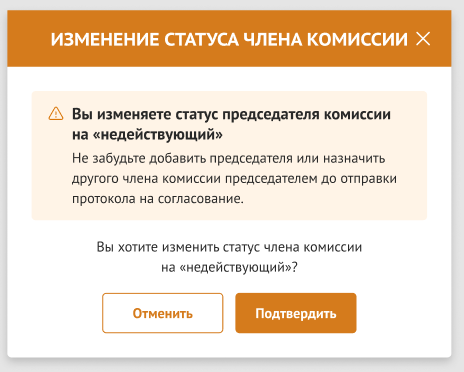 ИЗМЕНЕНИЕ СТАТУСА ЧЛЕНА КОМИССИИ
Вы изменяете статус председателя комиссии
на «недействующий»
Не забудьте добавить председателя или назначить
другого члена комиссии председателем до отправки
протокола на согласование.
Вы хотите изменить статус члена комиссии
на «недействующий»?
Отменить
Подтвердить